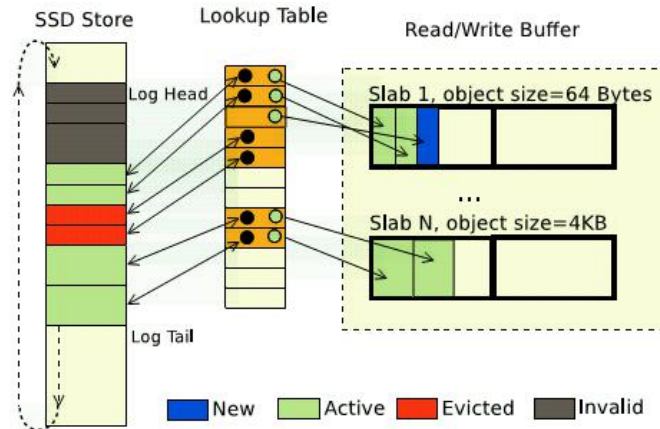 SSD Store
Lookup Table
Read/Write Buffer
Log Head
Slab 1, object size=64 Bytes
...
Slab N, object size=4KB
Log Tail
New
Active
Evicted
Invalid